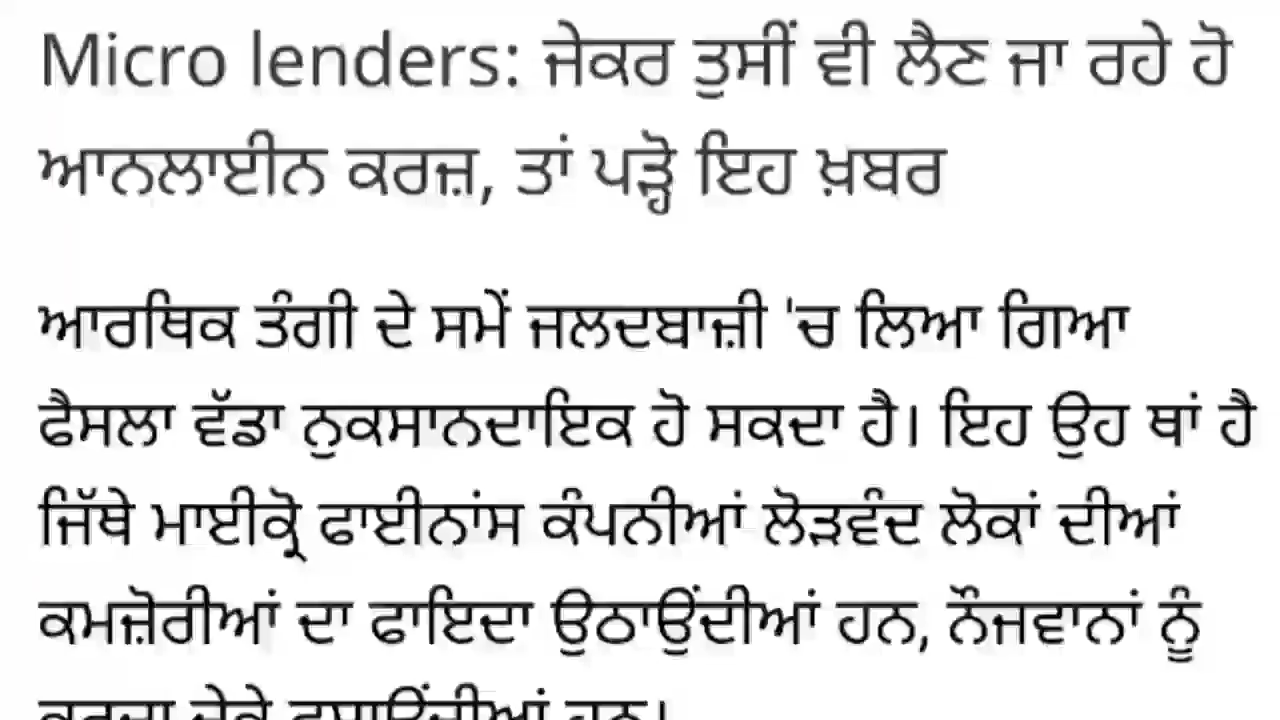 Micro lenders: ਜੇਕਰ ਤੁਸੀਂ ਵੀ ਲੈਣ ਜਾ ਰਹੇ ਹੋ
ਆਨਲਾਈਨ ਕਰਜ਼, ਤਾਂ ਪੜ੍ਹੋ ਇਹ ਖ਼ਬਰ
ਆਰਥਿਕ ਤੰਗੀ ਦੇ ਸਮੇਂ ਜਲਦਬਾਜ਼ੀ 'ਚ ਲਿਆ ਗਿਆ
ਫੈਸਲਾ ਵੱਡਾ ਨੁਕਸਾਨਦਾਇਕ ਹੋ ਸਕਦਾ ਹੈ। ਇਹ ਉਹ ਥਾਂ ਹੈ
ਜਿੱਥੇ ਮਾਈਕ੍ਰੋ ਫਾਈਨਾਂਸ ਕੰਪਨੀਆਂ ਲੋੜਵੰਦ ਲੋਕਾਂ ਦੀਆਂ
ਕਮਜ਼ੋਰੀਆਂ ਦਾ ਫਾਇਦਾ ਉਠਾਉਂਦੀਆਂ ਹਨ, ਨੌਜਵਾਨਾਂ ਨੂੰ
ਦੇਕੇ ਹਨ।